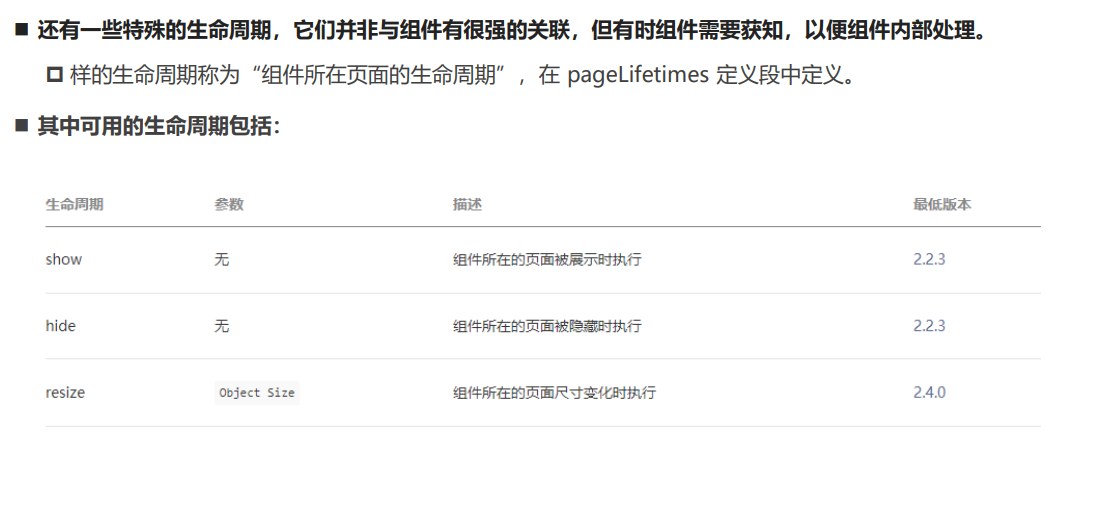 还有一些特殊的生命周期，它们并非与组件有很强的关联，但有时组件需要获知，以便组件内部处理。
样的生命周期称为“组件所在页面的生命周期”，在 pageLifetimes 定义段中定义。
其中可用的生命周期包括：
生命周期 参数 描述 最低版本
show 无 组件所在的页面被展示时执行 2.2.3
hide 无 组件所在的页面被隐藏时执行 2.2.3
resize Object Size 组件所在的页面尺寸变化时执行 2.4.0